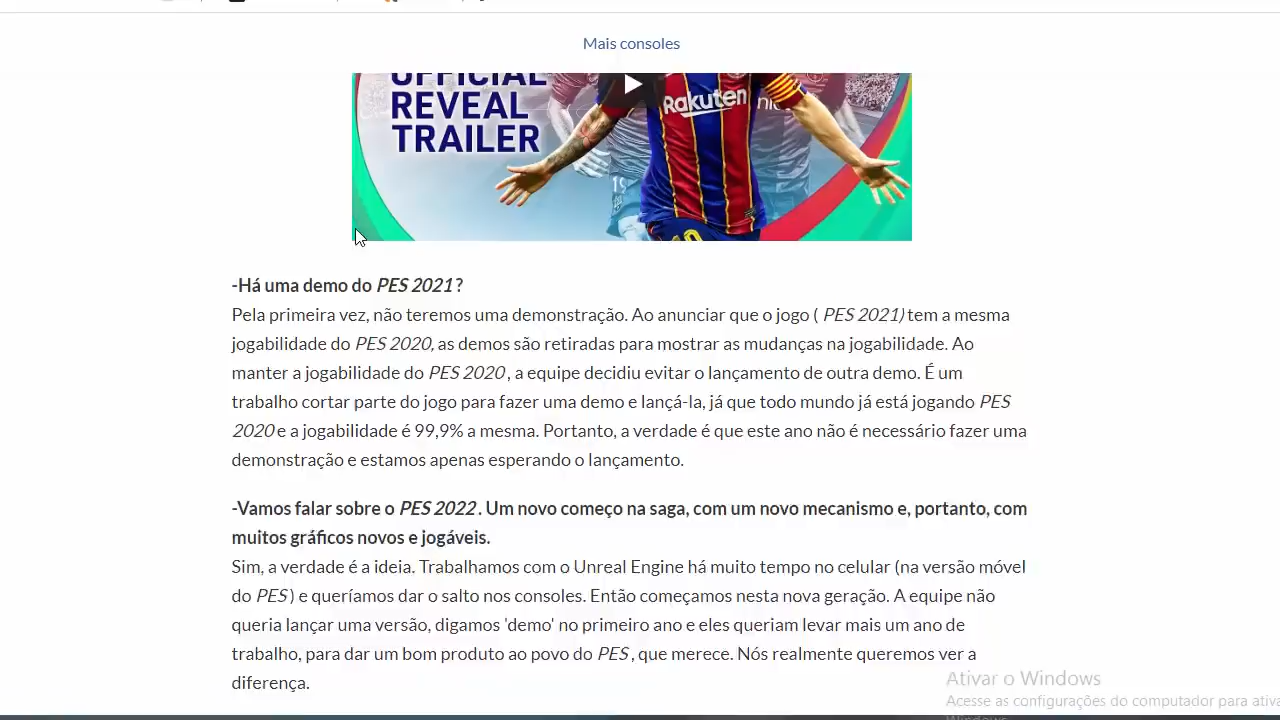 Mais consoles
OFFICIAL
REVEAL
TRAILER
Rakuten
-Há uma demo do PES 2021 ?
Pela primeira vez, não teremos uma demonstração. Ao anunciar que o jogo ( PES 2021) tem a mesma
jogabilidade do PES 2020, as demos são retiradas para mostrar as mudanças na jogabilidade. Ao
manter a jogabilidade do PES 2020 , a equipe decidiu evitar o lançamento de outra demo. É um
trabalho cortar parte do jogo para fazer uma demo e lançá-la, já que todo mundo já está jogando PES
2020 e a jogabilidade é 99,9% a mesma. Portanto, a verdade é que este ano não é necessário fazer uma
demonstração e estamos apenas esperando o lançamento.
-Vamos falar sobre o PES 2022 . Um novo começo na saga, com um novo mecanismo e, portanto, com
muitos gráficos novos e jogáveis.
Sim, a verdade é a ideia. Trabalhamos com o Unreal Engine há muito tempo no celular (na versão móvel
do PES ) e queríamos dar o salto nos consoles. Então começamos nesta nova geração. A equipe não
queria lançar uma versão, digamos 'demo' no primeiro ano e eles queriam levar mais um ano de
trabalho, para dar um bom produto ao povo do PES , que merece. Nós realmente queremos ver a
diferença.
Ativar o Windows
Acesse as configurações do computador para ativa
Windows